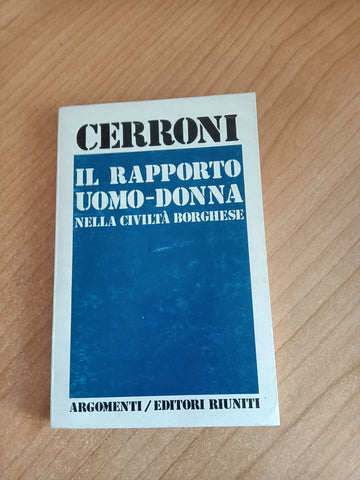 CERRONI
IL RAPPORTO
UOMO-DONNA
NELLA CIVILTÀ BORGHESE
ARGOMENTI/EDITORI RIUNITI